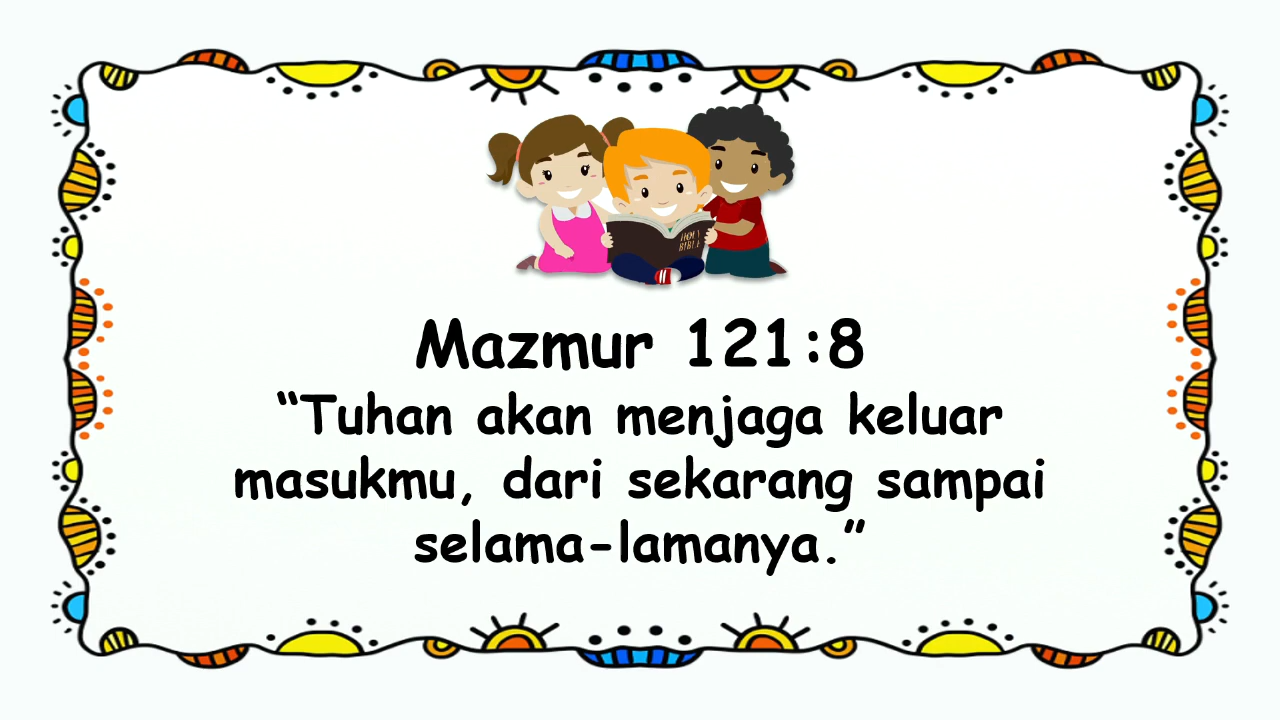 HOLY
BIBLE
Mazmur 121:8
“Tuhan akan menjaga keluar
masukmu, dari sekarang sampai
selama-lamanya.”